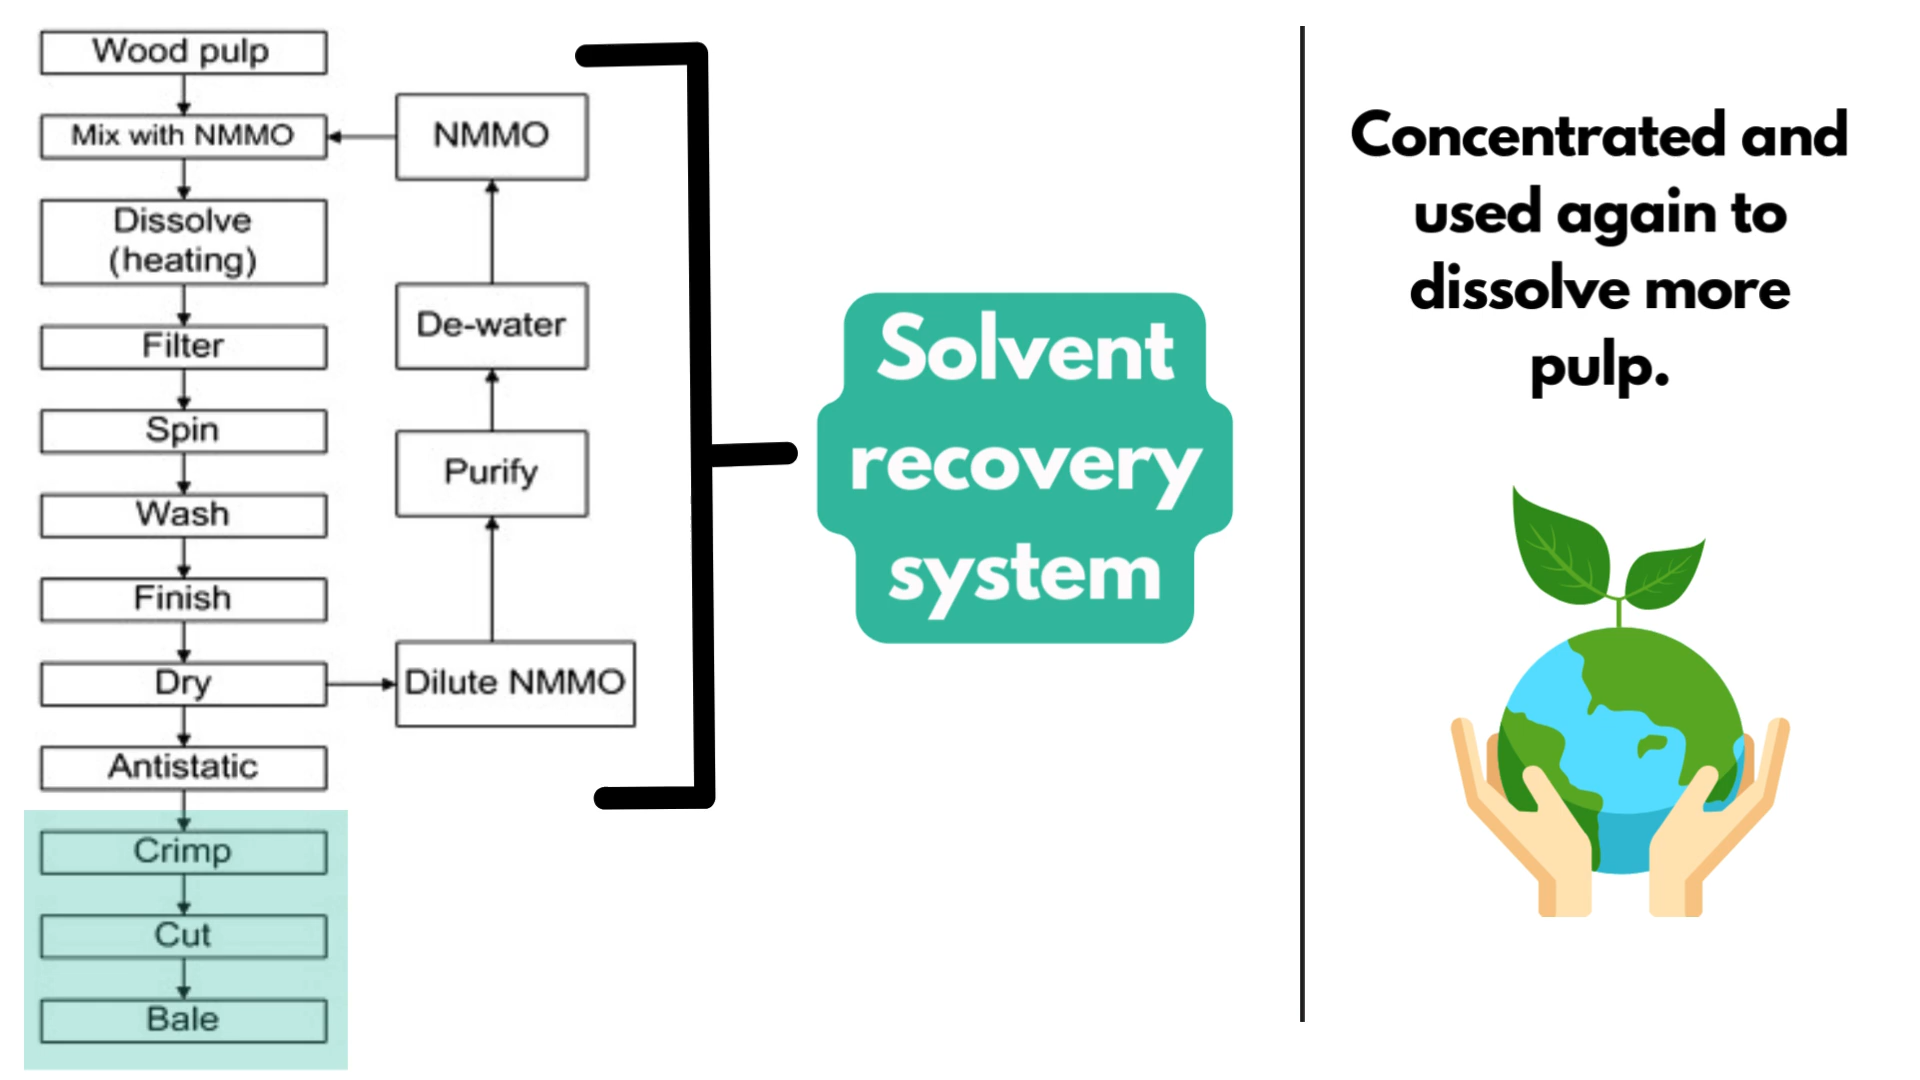 Wood pulp
Mix with NMMO
Dissolve
(heating)
Filter
Spin
Wash
Finish
Dry
Antistatic
Crimp
Cut
Bale
NMMO
De-water
Purify
Dilute NMMO
Solvent
recovery
system
Concentrated and
used again to
dissolve more
pulp.